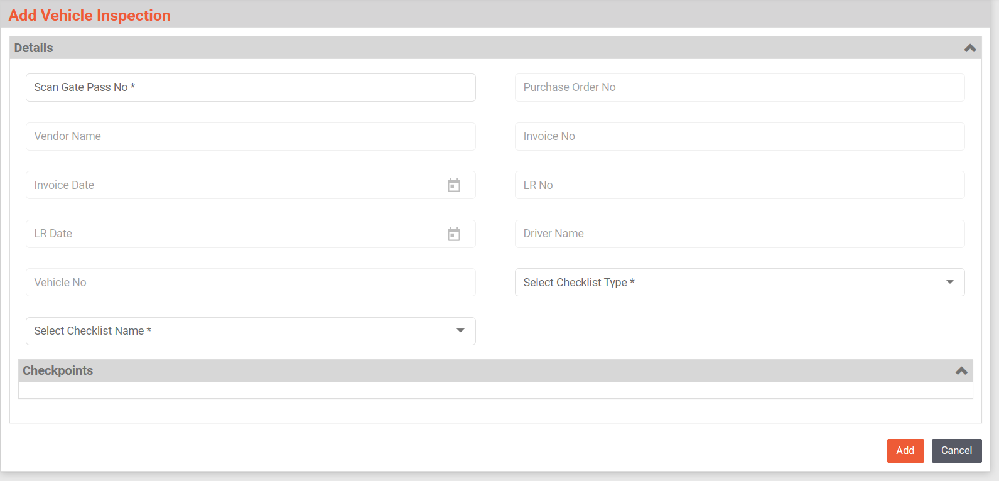 Add Vehicle Inspection
Details
Scan Gate Pass No *
Purchase Order No
Vendor Name
Invoice No
Invoice Date
LR No
LR Date
Driver Name
Vehicle No
Select Checklist Type *
Select Checklist Name *
Checkpoints
Add
Cancel